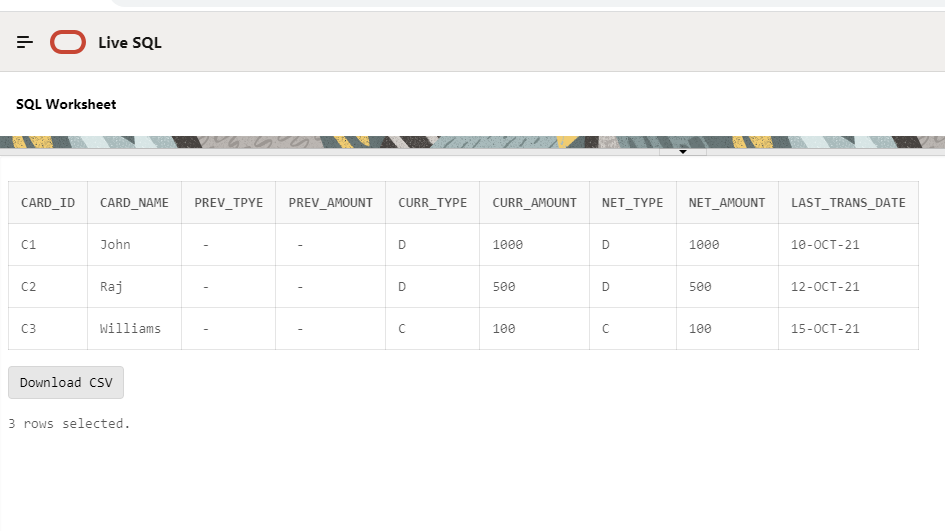 Live SQL
SQL Worksheet
CARD_ID CARD_NAME PREV_TPYE PREV_AMOUNT CURR_TYPE CURR_AMOUNT NET_TYPE NET_AMOUNT LAST_TRANS_DATE
C1 John - - D 1000 D 1000 10-OCT-21
C2 Raj - - D 500 D 500 12-OCT-21
C3 Williams - - C 100 C 100 15-OCT-21
Download CSV
3 rows selected.